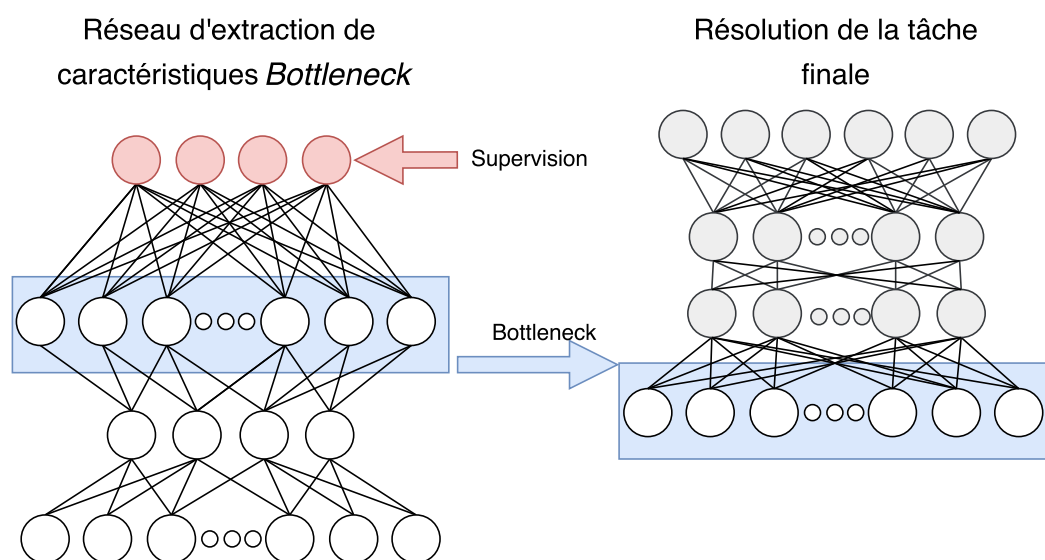 Réseau d'extraction de
caractéristiques Bottleneck
Résolution de la tâche
finale
Supervision
Bottleneck